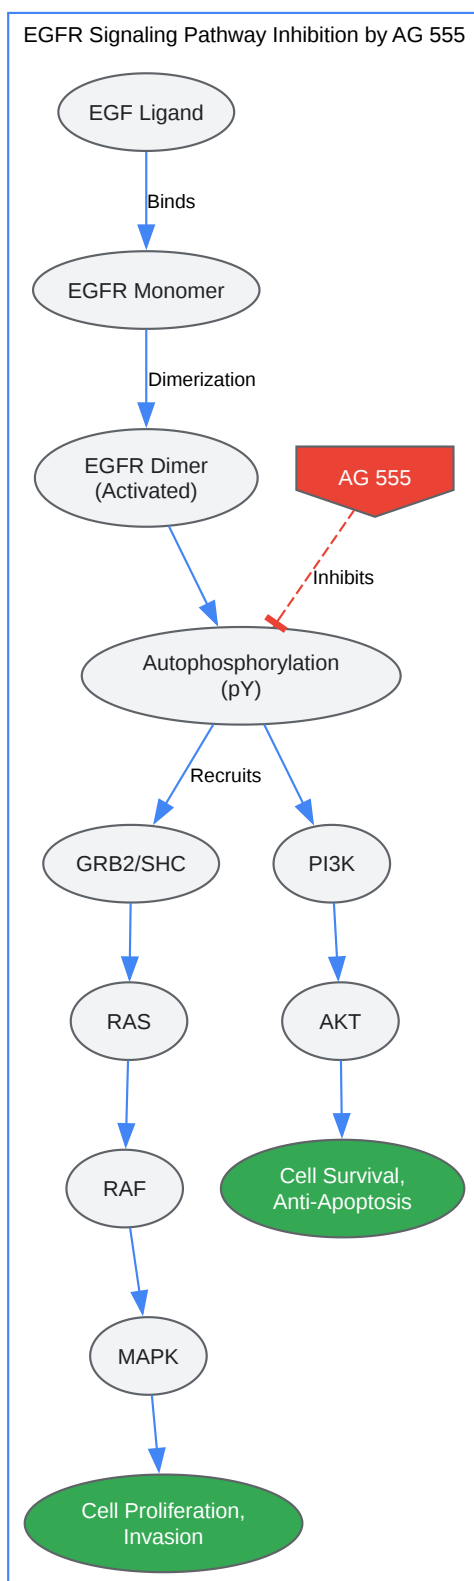 EGFR Signaling Pathway Inhibition by AG 555
EGF Ligand
Binds
EGFR Monomer
Dimerization
EGFR Dimer
(Activated)
AG 555
Inhibits
Autophosphorylation
(pY)
Recruits
GRB2/SHC
PI3K
RAS
AKT
RAF
Cell Survival,
Anti-Apoptosis
MAPK
Cell Proliferation,
Invasion